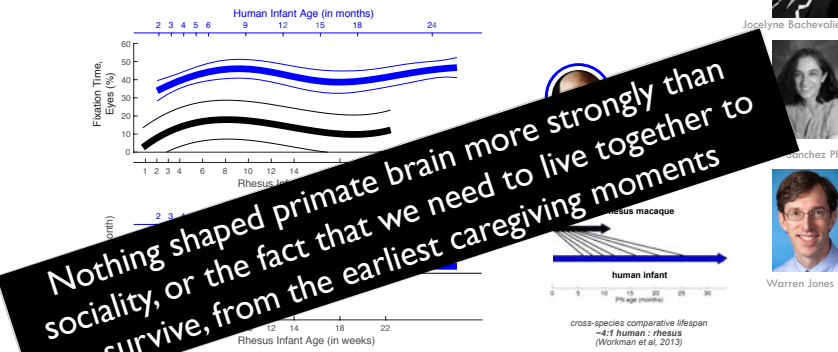 Human Infant Age (in months)
2 3 4 5 6 9 12 15 18 24
Jocelyne
Fixation Time,
Eyes (%)
60
50
40
30
20
10
0
1 2 3 4 6 8 10 12 14
Rhesus
Nothing shaped primate brain more strongly than
sociality, or the fact that we need to live together to
survive, from the earliest caregiving moments
Sanchez
2 3
macaque
human infant
0 5 10 15 20 25 30
PN age (months)
Warren Jones
12 14 18 22
Rhesus Infant Age (in weeks)
cross-species comparative lifespan
~4:1 human : rhesus
(Workman et al, 2013)